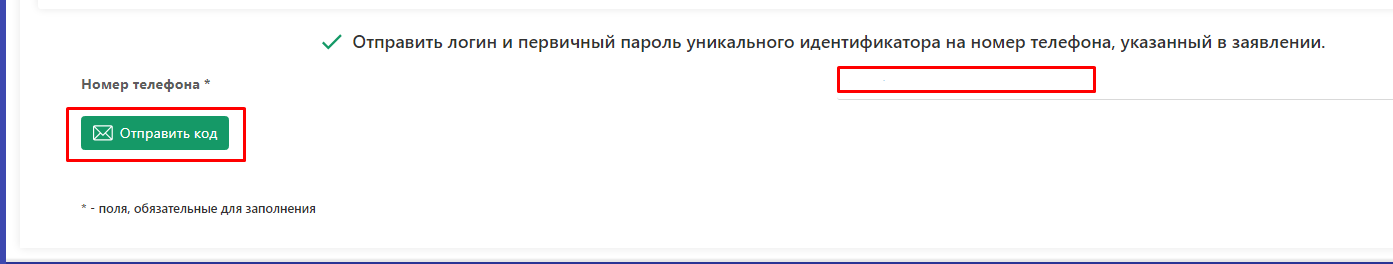 Отправить логин и первичный пароль уникального идентификатора на номер телефона, указанный в заявлении.
Номер телефона *
Отправить код
* - поля, обязательные для заполнения